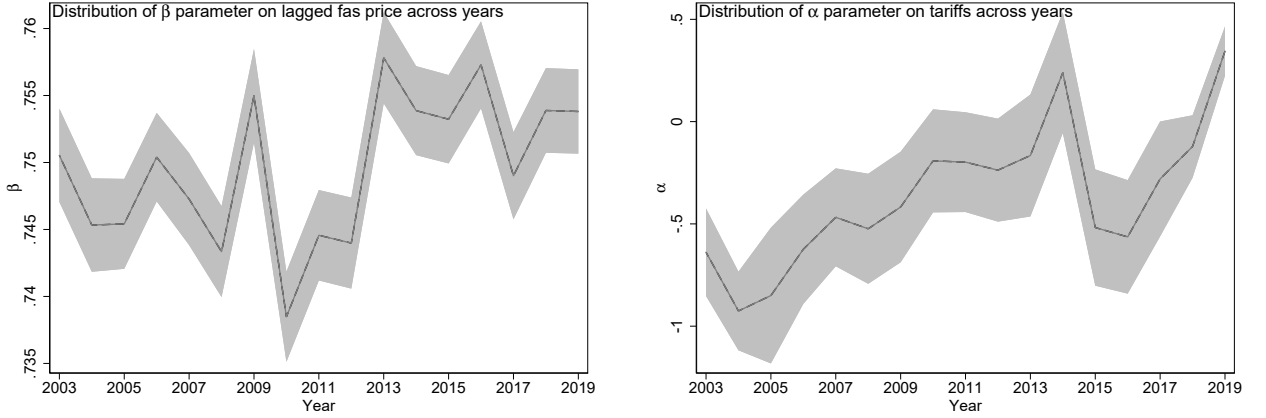 Distribution of β parameter on lagged fas price across years
.76
.755
.75
.745
.74
.735
β
2003 2005 2007 2009 2011 2013 2015 2017 2019
Year
Distribution of α parameter on tariffs across years
.5
0
-.5
-1
α
2003 2005 2007 2009 2011 2013 2015 2017 2019
Year